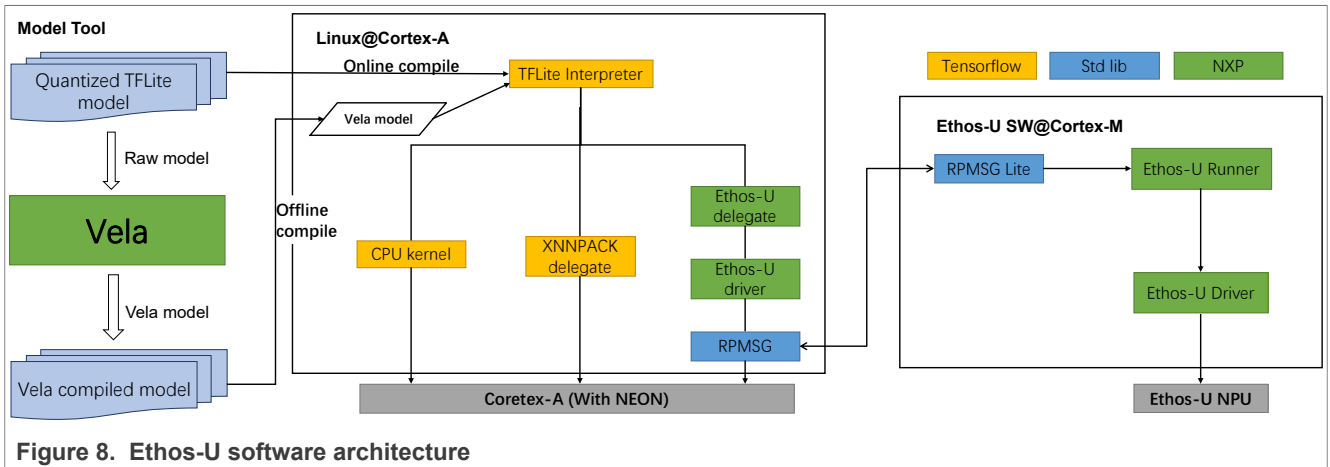 Model Tool
Quantized TFLite
model
Raw model
Vela
Vela model
Vela compiled model
Linux@Cortex-A
Online compile
TFLite Interpreter
Vela model
Offline
compile
CPU kernel
XNNPACK
delegate
Ethos-U
delegate
Ethos-U
driver
RPMSG
Coretex-A (With NEON)
Tensorflow
Std lib
NXP
Ethos-U SW@Cortex-M
RPMSG Lite
Ethos-U Runner
Ethos-U Driver
Ethos-U NPU
Figure 8. Ethos-U software architecture